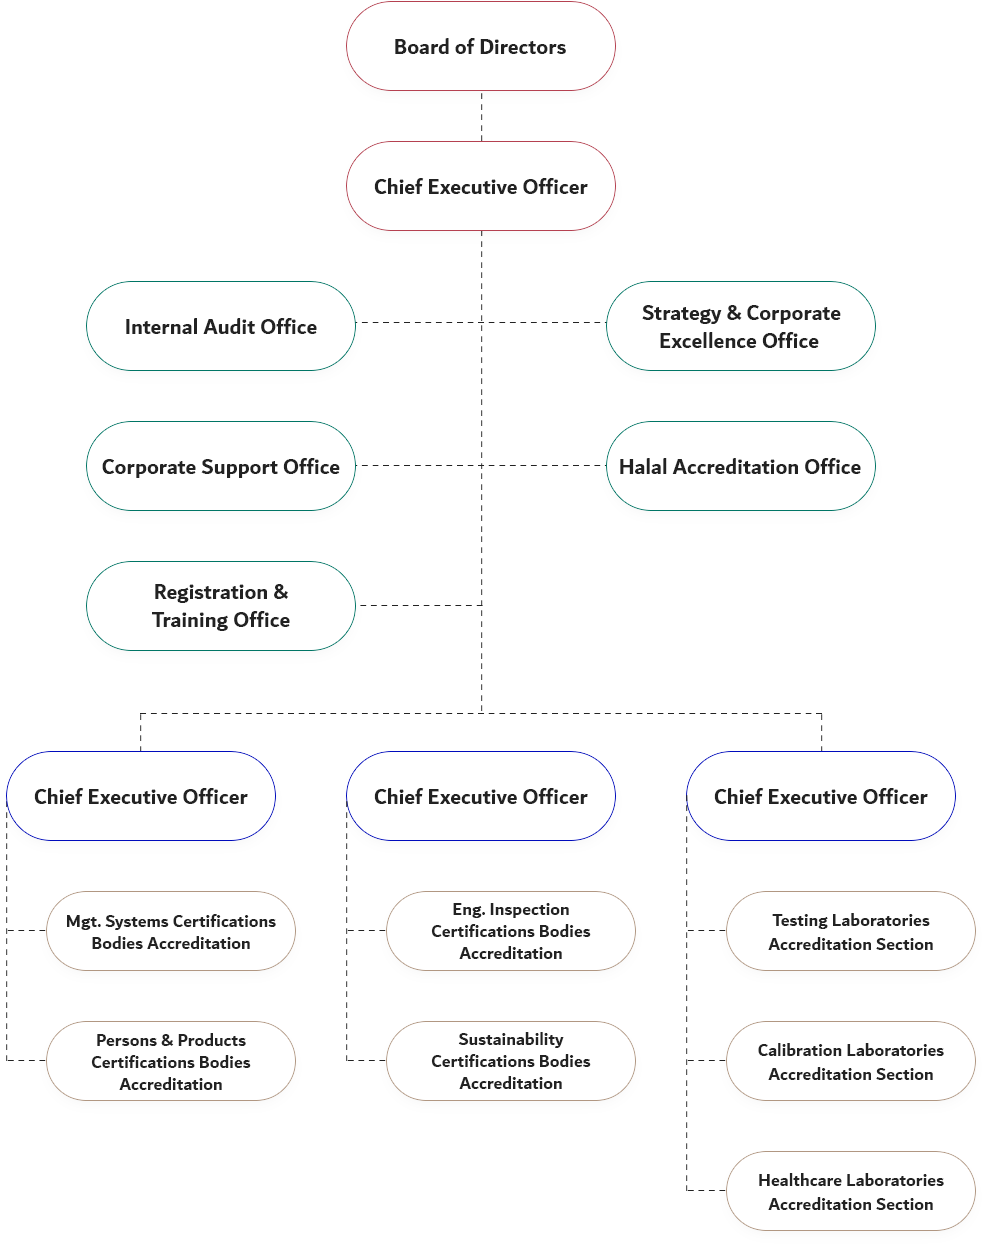 Board of Directors
Chief Executive Officer
Internal Audit Office
Strategy & Corporate
Excellence Office
Corporate Support Office
Halal Accreditation Office
Registration &
Training Office
Chief Executive Officer
Chief Executive Officer
Chief Executive Officer
Mgt. Systems Certifications
Bodies Accreditation
Eng. Inspection
Certifications Bodies
Accreditation
Testing Laboratories
Accreditation Section
Persons & Products
Certifications Bodies
Accreditation
Sustainability
Certifications Bodies
Accreditation
Calibration Laboratories
Accreditation Section
Healthcare Laboratories
Accreditation Section